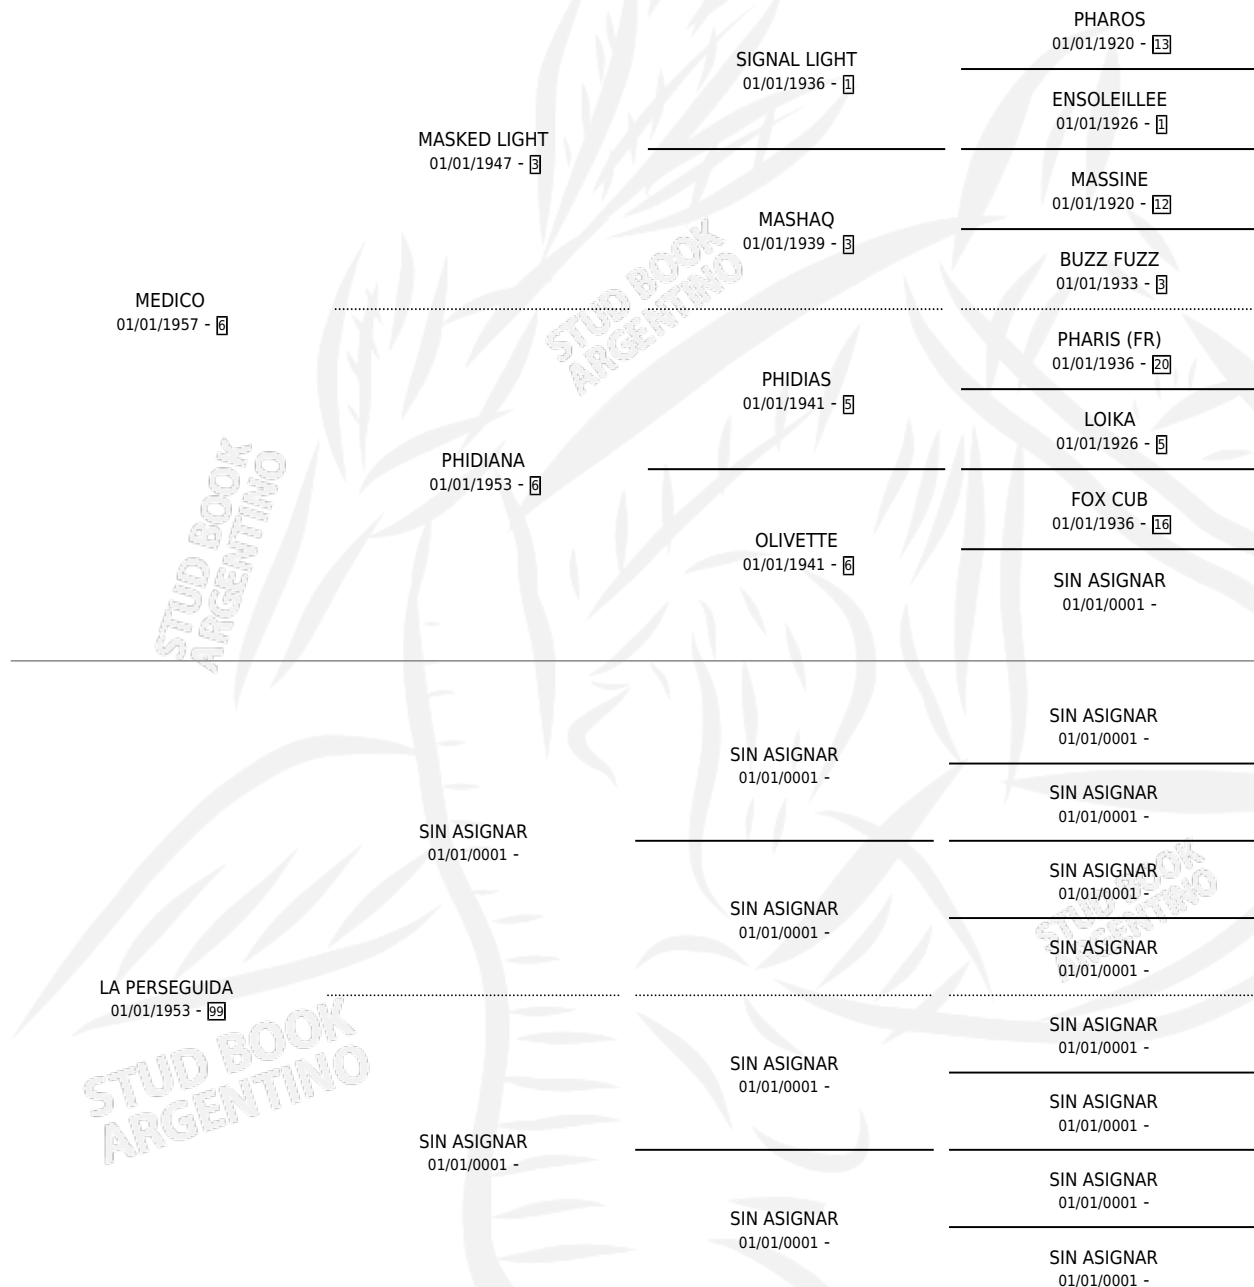 PHAROS
01/01/1920 - 13
SIGNAL LIGHT
01/01/1936 - 1
ENSOLEILLEE
01/01/1926 - 1
MASKED LIGHT
01/01/1947 - 3
MASSINE
01/01/1920 - 12
MASHAQ
01/01/1939 - 3
BUZZ FUZZ
01/01/1933 - 3
MEDICO
01/01/1957 - 6
PHARIS (FR)
01/01/1936 - 20
PHIDIAS
01/01/1941 - 5
LOIKA
01/01/1926 - 5
PHIDIANA
01/01/1953 - 6
FOX CUB
01/01/1936 - 16
OLIVETTE
01/01/1941 - 6
SIN ASIGNAR
01/01/0001 -
STUD BOOK
ARGENTINO
STUD BOOK
ARGENTINO
SIN ASIGNAR
01/01/0001 -
SIN ASIGNAR
01/01/0001 -
SIN ASIGNAR
01/01/0001 -
SIN ASIGNAR
01/01/0001 -
SIN ASIGNAR
01/01/0001 -
SIN ASIGNAR
01/01/0001 -
SIN ASIGNAR
01/01/0001 -
LA PERSEGUIDA
01/01/1953 - 99
SIN ASIGNAR
01/01/0001 -
SIN ASIGNAR
01/01/0001 -
SIN ASIGNAR
01/01/0001 -
SIN ASIGNAR
01/01/0001 -
SIN ASIGNAR
01/01/0001 -
SIN ASIGNAR
01/01/0001 -
SIN ASIGNAR
01/01/0001 -
STUD BOOK
ARGENTINO
STUD BOOK
ARGENTINO